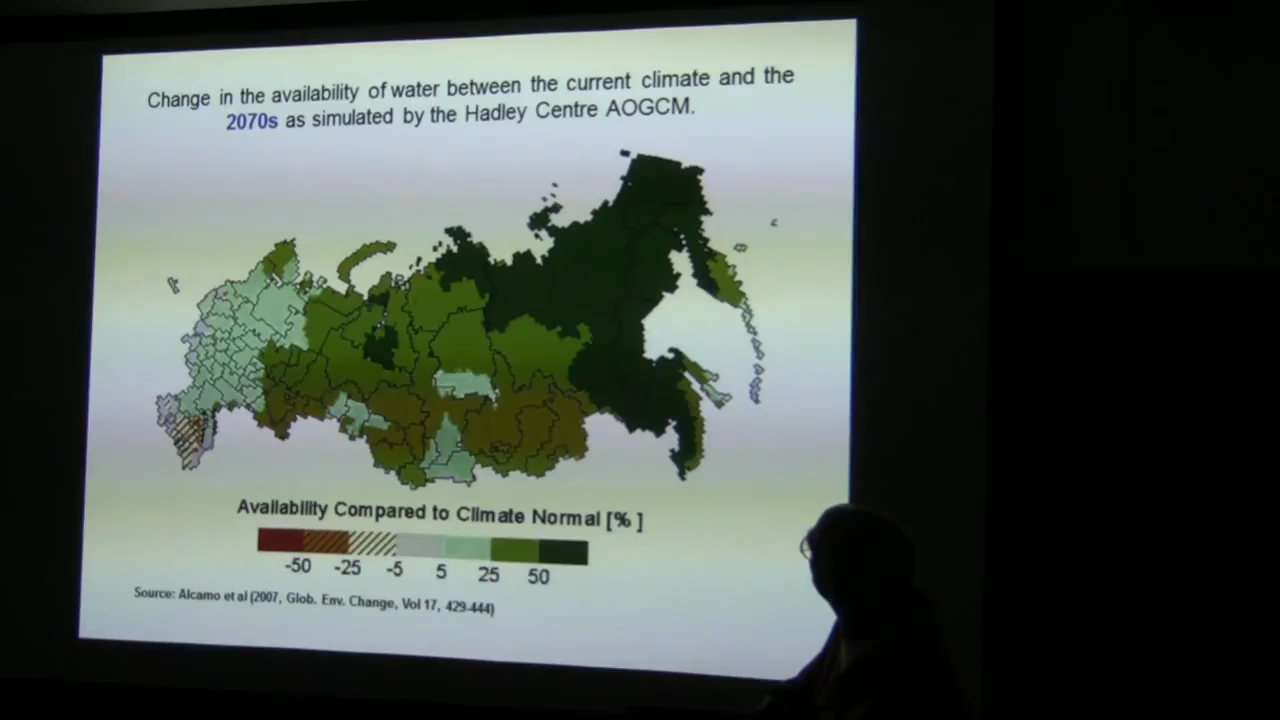 Change in the availability of water between the current climate and the
2070s as simulated by the Hadley Centre AOGCM.
Availability Compared to Climate Normal [% ]
-50 -25 -5 5 25 50
Source: Alcamo et al (2007, Glob. Env. Change, Vol 17, 429-444)